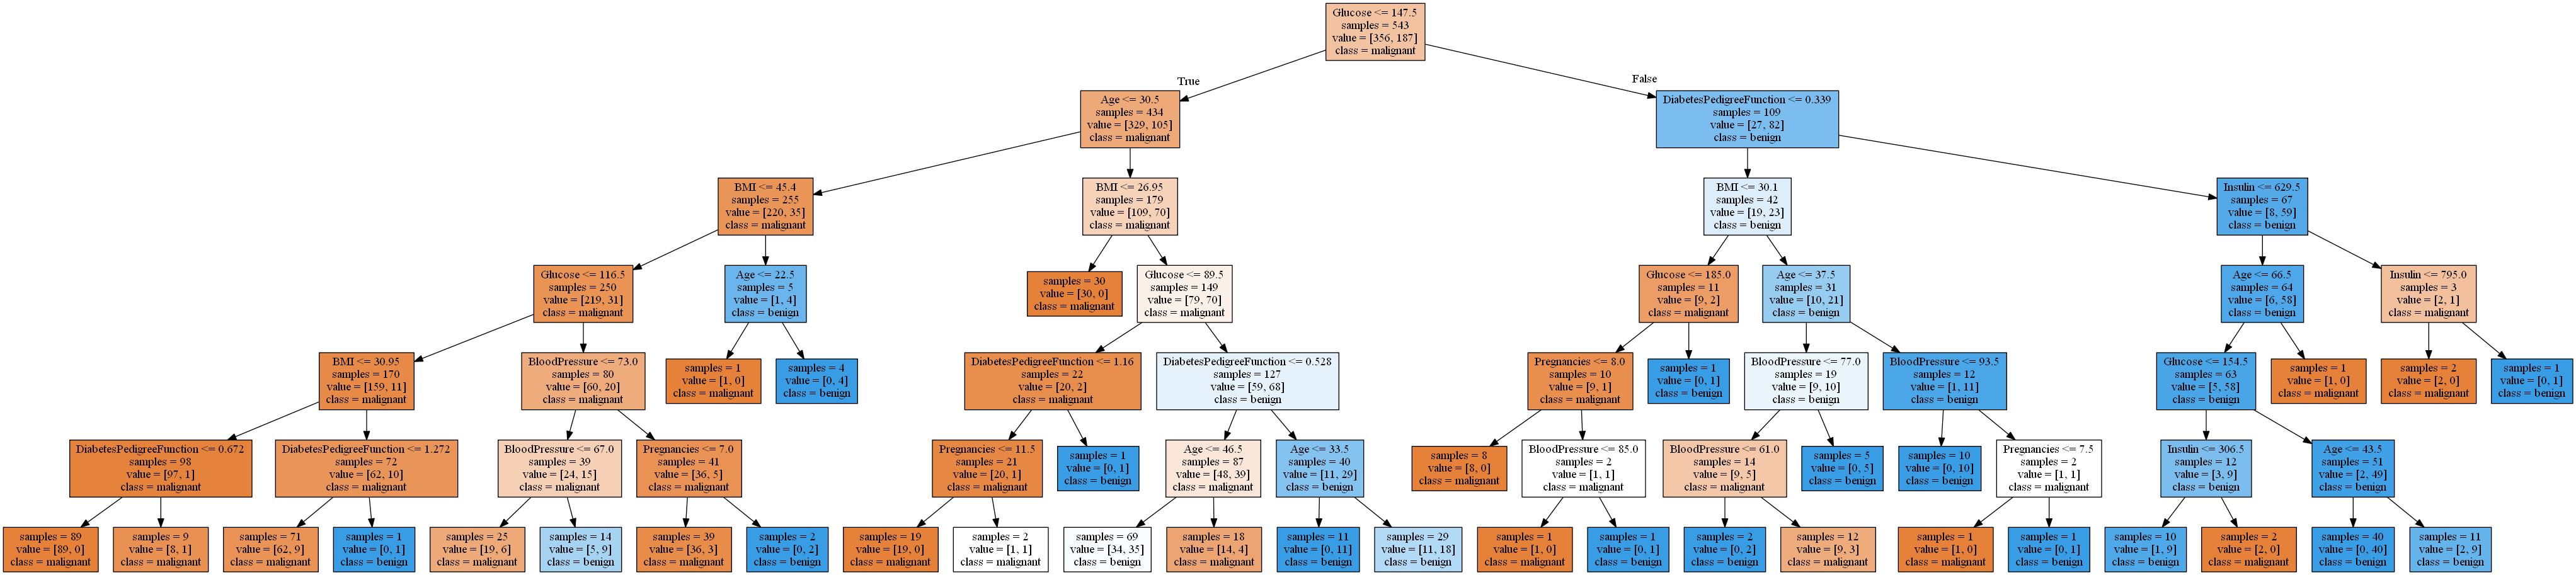 Glucose <= 147.5
samples = 543
value = [356, 187]
class = malignant
True
False
Age <= 30.5
samples = 434
value = [329, 105]
class = malignant
DiabetesPedigreeFunction <= 0.339
samples = 109
value = [27, 82]
class = benign
BMI <= 45.4
samples = 255
value = [220, 35]
class = malignant
BMI <= 26.95
samples = 179
value = [109, 70]
class = malignant
BMI <= 30.1
samples = 42
value = [19, 23]
class = benign
Insulin <= 629.5
samples = 67
value = [8, 59]
class = benign
Glucose <= 116.5
samples = 250
value = [219, 31]
class = malignant
Age <= 22.5
samples = 5
value = [1, 4]
class = benign
samples = 30
value = [30, 0]
class = malignant
Glucose <= 89.5
samples = 149
value = [79, 70]
class = malignant
Glucose <= 185.0
samples = 11
value = [9, 2]
class = malignant
Age <= 37.5
samples = 31
value = [10, 21]
class = benign
Age <= 66.5
samples = 64
value = [6, 58]
class = benign
Insulin <= 795.0
samples = 3
value = [2, 1]
class = malignant
BMI <= 30.95
samples = 170
value = [159, 11]
class = malignant
BloodPressure <= 73.0
samples = 80
value = [60, 20]
class = malignant
samples = 1
value = [1, 0]
class = malignant
samples = 4
value = [0, 4]
class = benign
DiabetesPedigreeFunction <= 1.16
samples = 22
value = [20, 2]
class = malignant
DiabetesPedigreeFunction <= 0.528
samples = 127
value = [59, 68]
class = benign
Pregnancies <= 8.0
samples = 10
value = [9, 1]
class = malignant
samples = 1
value = [0, 1]
class = benign
BloodPressure <= 77.0
samples = 19
value = [9, 10]
class = benign
BloodPressure <= 93.5
samples = 12
value = [1, 11]
class = benign
Glucose <= 154.5
samples = 63
value = [5, 58]
class = benign
samples = 1
value = [1, 0]
class = malignant
samples = 2
value = [2, 0]
class = malignant
samples = 1
value = [0, 1]
class = benign
DiabetesPedigreeFunction <= 0.672
samples = 98
value = [97, 1]
class = malignant
DiabetesPedigreeFunction <= 1.272
samples = 72
value = [62, 10]
class = malignant
BloodPressure <= 67.0
samples = 39
value = [24, 15]
class = malignant
Pregnancies <= 7.0
samples = 41
value = [36, 5]
class = malignant
Pregnancies <= 11.5
samples = 21
value = [20, 1]
class = malignant
samples = 1
value = [0, 1]
class = benign
Age <= 46.5
samples = 87
value = [48, 39]
class = malignant
Age <= 33.5
samples = 40
value = [11, 29]
class = benign
samples = 8
value = [8, 0]
class = malignant
BloodPressure <= 85.0
samples = 2
value = [1, 1]
class = malignant
BloodPressure <= 61.0
samples = 14
value = [9, 5]
class = malignant
samples = 5
value = [0, 5]
class = benign
samples = 10
value = [0, 10]
class = benign
Pregnancies <= 7.5
samples = 2
value = [1, 1]
class = malignant
Insulin <= 306.5
samples = 12
value = [3, 9]
class = benign
Age <= 43.5
samples = 51
value = [2, 49]
class = benign
samples = 89
value = [89, 0]
class = malignant
samples = 9
value = [8, 1]
class = malignant
samples = 71
value = [62, 9]
class = malignant
samples = 1
value = [0, 1]
class = benign
samples = 25
value = [19, 6]
class = malignant
samples = 14
value = [5, 9]
class = benign
samples = 39
value = [36, 3]
class = malignant
samples = 2
value = [0, 2]
class = benign
samples = 19
value = [19, 0]
class = malignant
samples = 2
value = [1, 1]
class = malignant
samples = 69
value = [34, 35]
class = benign
samples = 18
value = [14, 4]
class = malignant
samples = 11
value = [0, 11]
class = benign
samples = 29
value = [11, 18]
class = benign
samples = 1
value = [1, 0]
class = malignant
samples = 1
value = [0, 1]
class = benign
samples = 2
value = [0, 2]
class = benign
samples = 12
value = [9, 3]
class = malignant
samples = 1
value = [1, 0]
class = malignant
samples = 1
value = [0, 1]
class = benign
samples = 10
value = [1, 9]
class = benign
samples = 2
value = [2, 0]
class = malignant
samples = 40
value = [0, 40]
class = benign
samples = 11
value = [2, 9]
class = benign